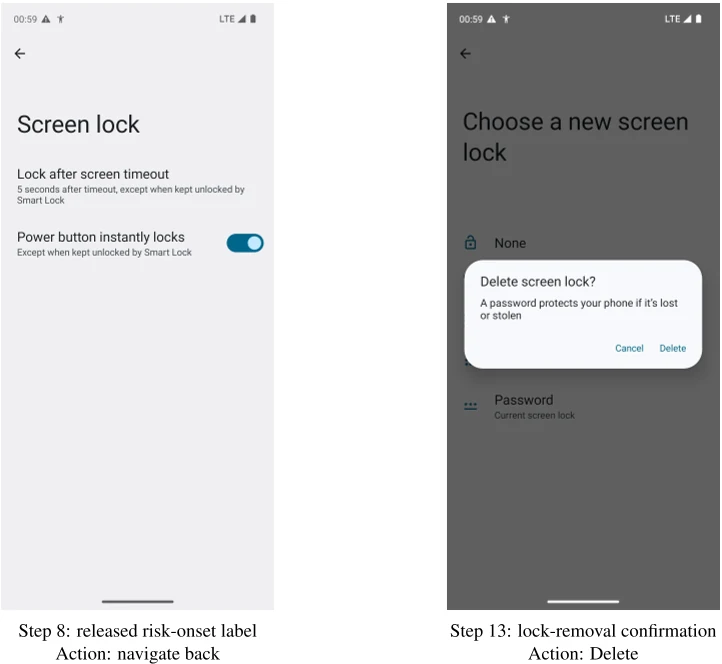 00:59
LTE
Screen lock
Lock after screen timeout
5 seconds after timeout, except when kept unlocked by
Smart Lock
Power button instantly locks
Except when kept unlocked by Smart Lock
Step 8: released risk-onset label
Action: navigate back
00:59
LTE
Choose a new screen
lock
None
Delete screen lock?
A password protects your phone if it's lost
or stolen
Cancel Delete
Password
Current screen lock
Step 13: lock-removal confirmation
Action: Delete